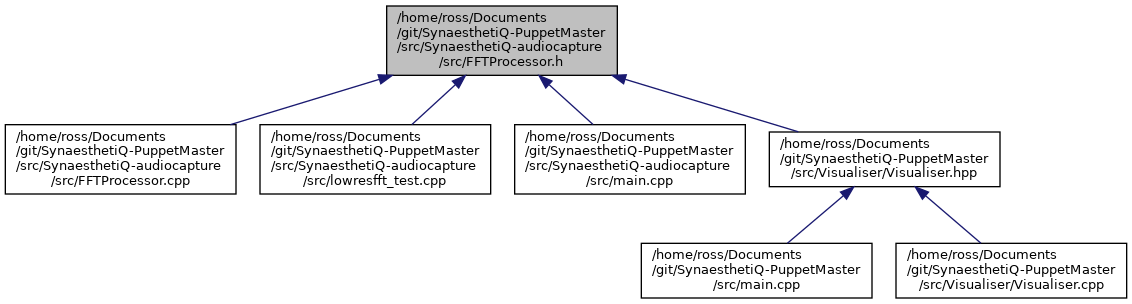 /home/ross/Documents
/git/SynaesthetiQ-PuppetMaster
/src/SynaesthetiQ-audiocapture
/src/FFTProcessor.h
/home/ross/Documents
/git/SynaesthetiQ-PuppetMaster
/src/SynaesthetiQ-audiocapture
/src/FFTProcessor.cpp
/home/ross/Documents
/git/SynaesthetiQ-PuppetMaster
/src/SynaesthetiQ-audiocapture
/src/lowresfft_test.cpp
/home/ross/Documents
/git/SynaesthetiQ-PuppetMaster
/src/SynaesthetiQ-audiocapture
/src/main.cpp
/home/ross/Documents
/git/SynaesthetiQ-PuppetMaster
/src/Visualiser/Visualiser.hpp
/home/ross/Documents
/git/SynaesthetiQ-PuppetMaster
/src/main.cpp
/home/ross/Documents
/git/SynaesthetiQ-PuppetMaster
/src/Visualiser/Visualiser.cpp